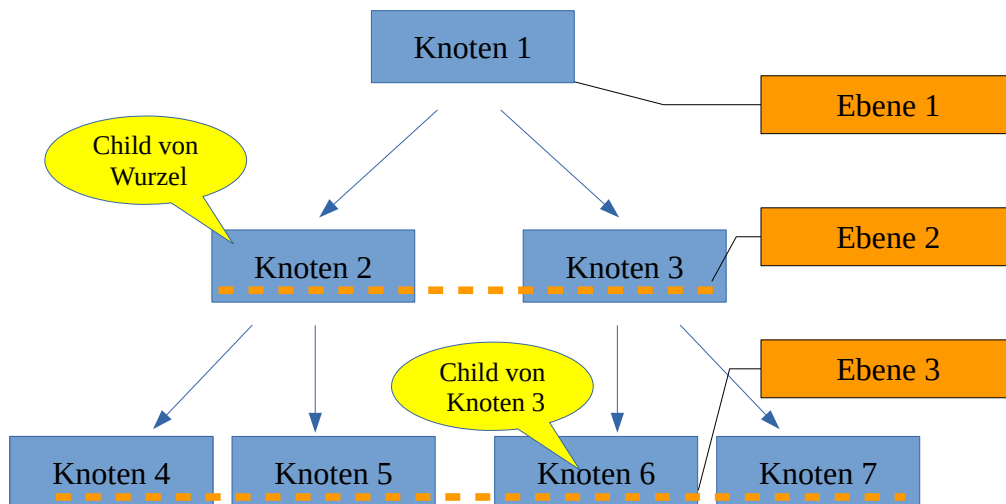 Knoten 1
Ebene 1
Child von
Wurzel
Knoten 2
Knoten 3
Ebene 2
Child von
Knoten 3
Ebene 3
Knoten 4
Knoten 5
Knoten 6
Knoten 7